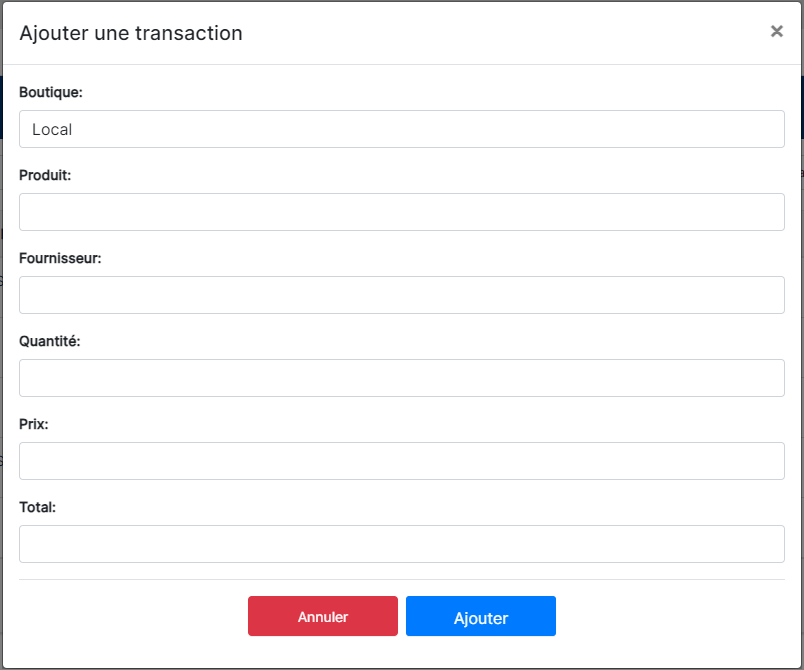 Ajouter une transaction
×
Boutique:
Local
Produit:
Fournisseur:
Quantité:
Prix:
Total:
Annuler
Ajouter